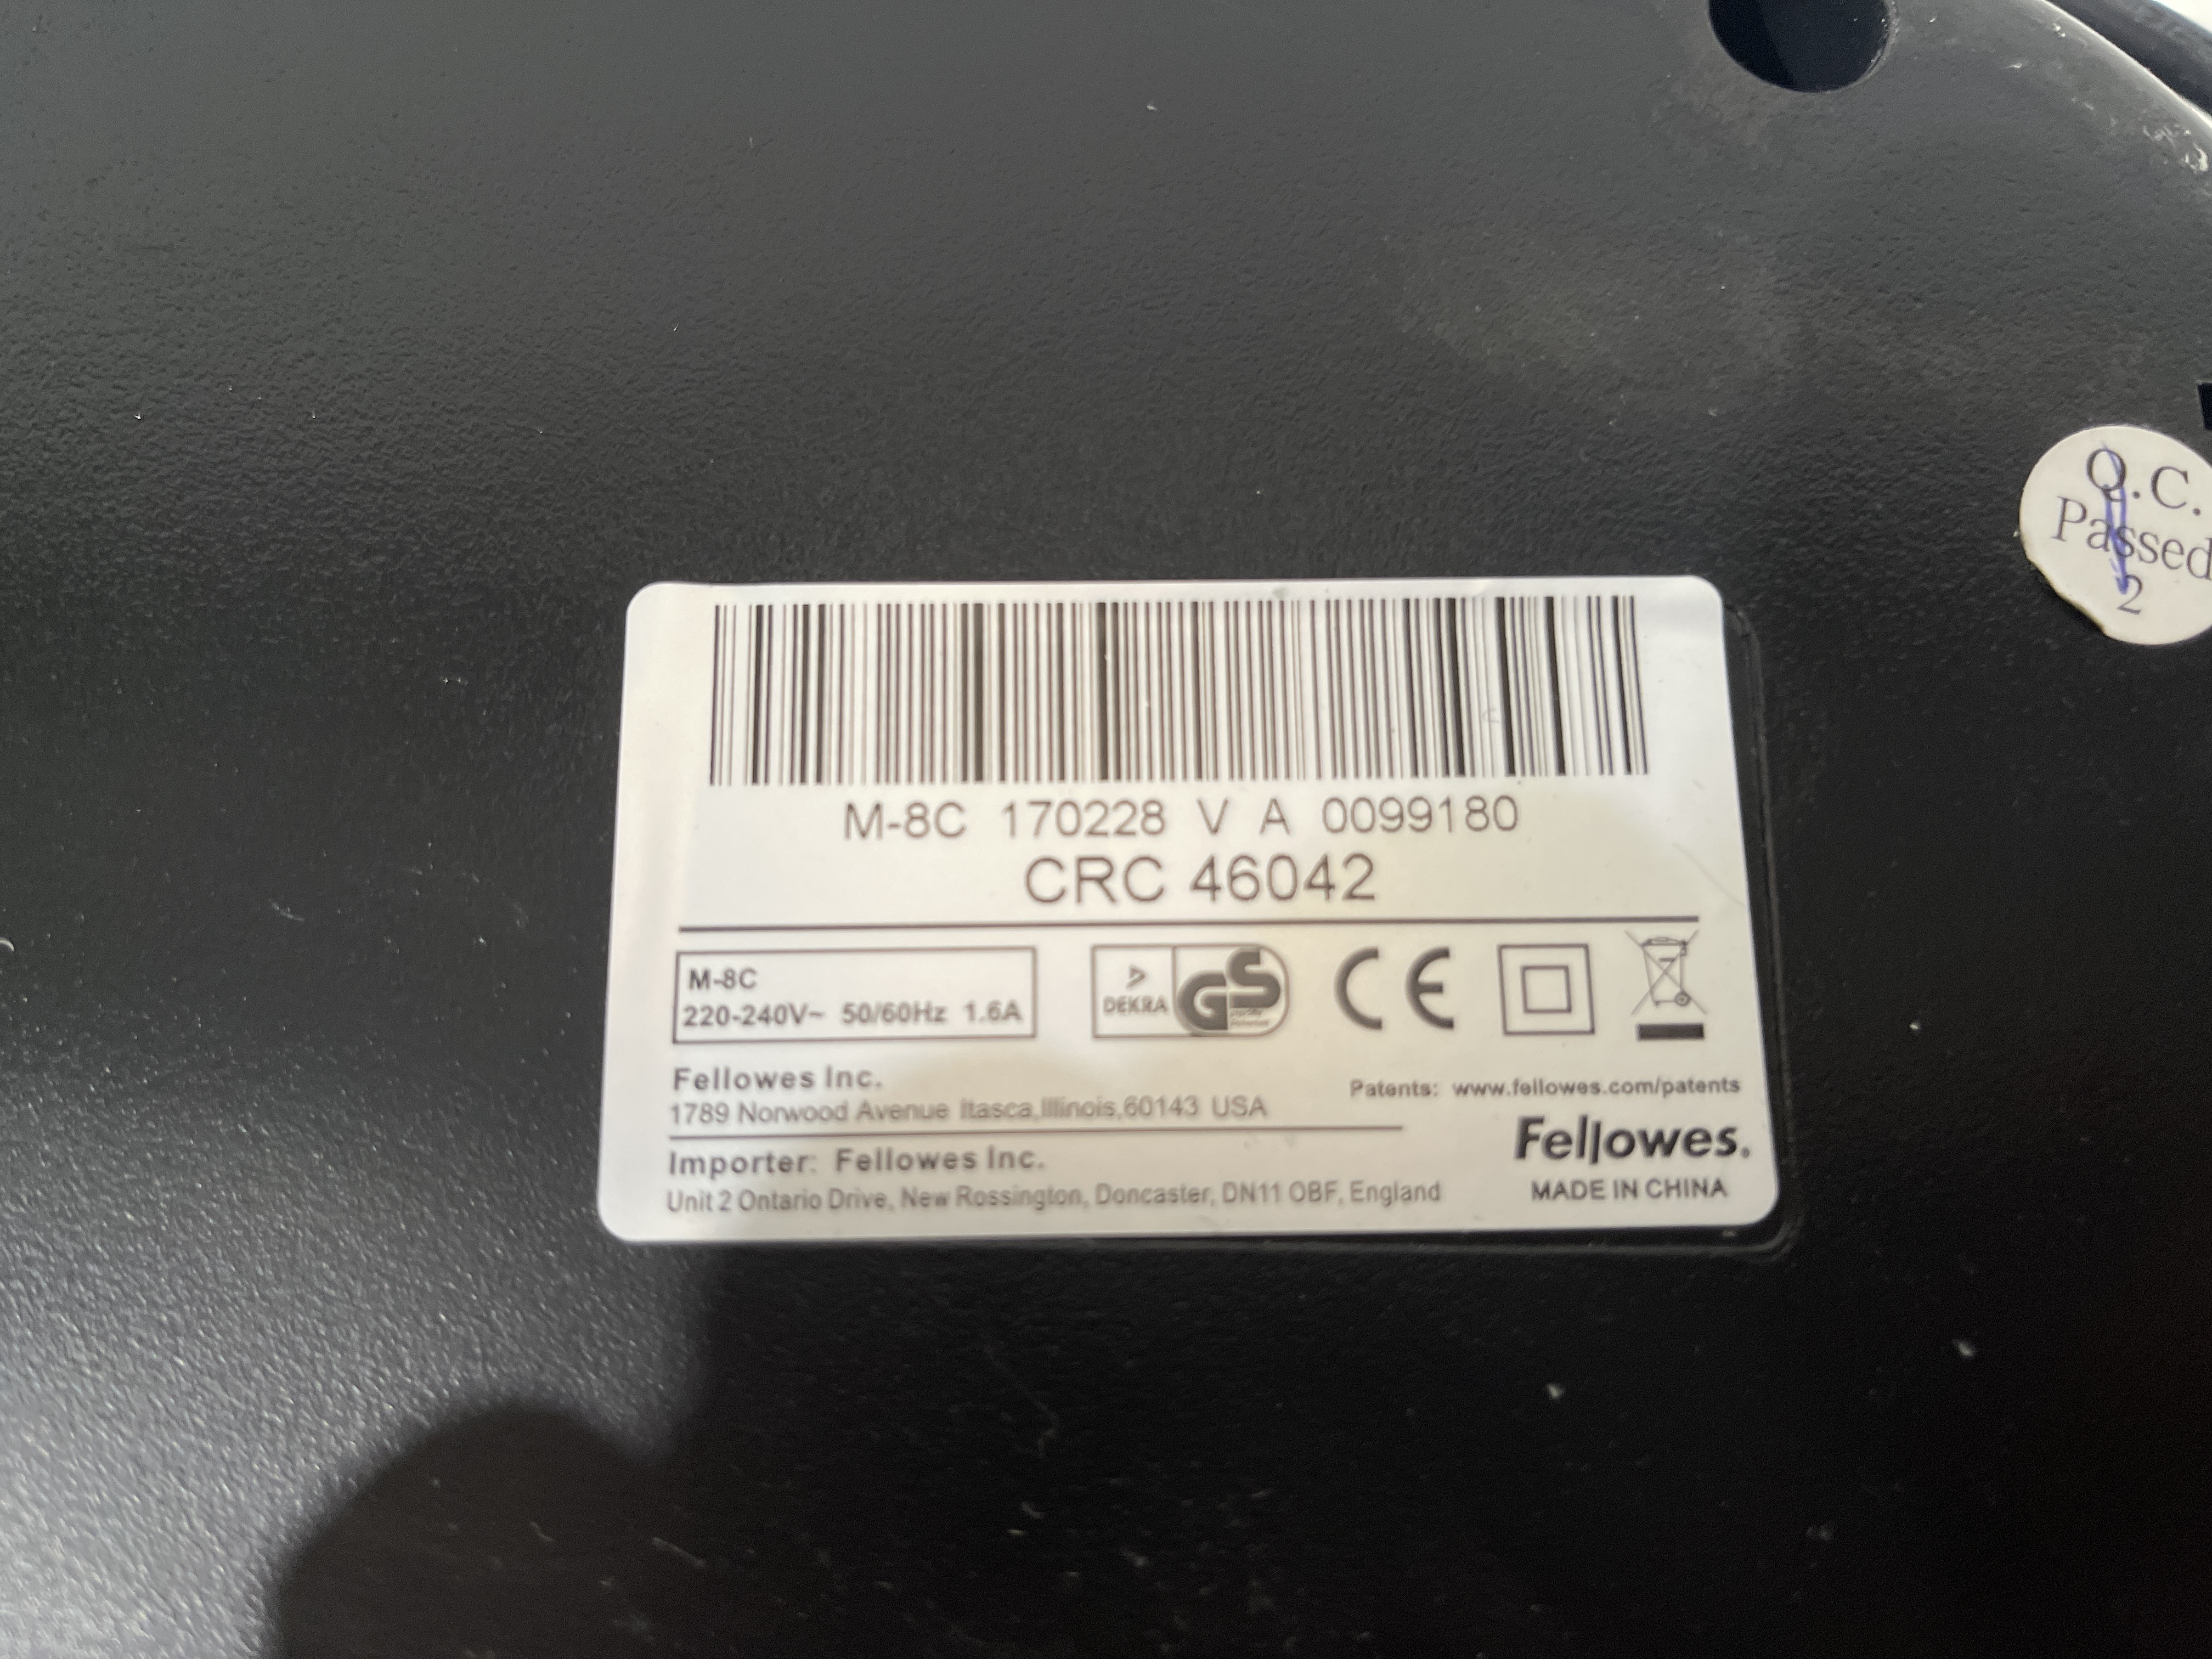 Q.C.
Passed
2
M-8C 170228 V A 0099180
CRC 46042
M-8C
220-240V~ 50/60Hz 1.6A
DEKRA
GS
CE
Fellowes Inc.
1789 Norwood Avenue Itasca,Illinois,60143 USA
Patents: www.fellowes.com/patents
Importer: Fellowes Inc.
Unit 2 Ontario Drive, New Rossington, Doncaster, DN11 0BF, England
Fellowes.
MADE IN CHINA